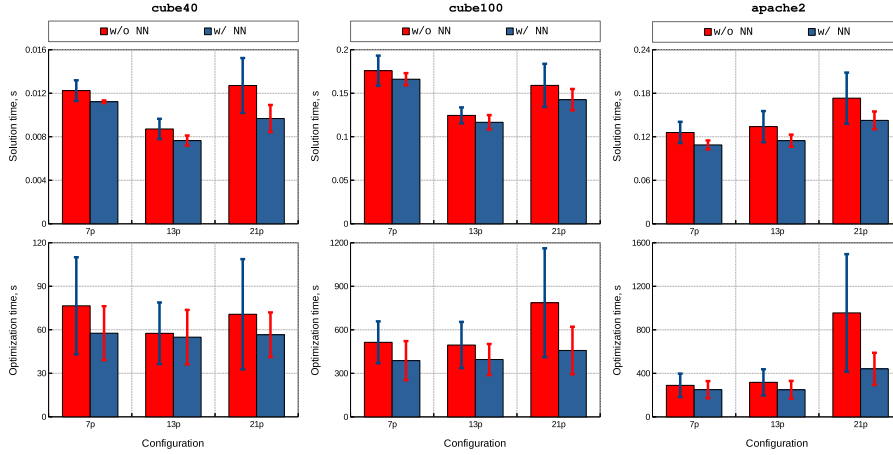 cube40 cube100 apache2
w/o NN w/ NN w/o NN w/ NN w/o NN w/ NN
0.016 0.2 0.24
0.012 0.15 0.18
0.008 0.1 0.12
0.004 0.05 0.06
0 0 0
Solution time, s Solution time, s Solution time, s
7p 13p 21p 7p 13p 21p 7p 13p 21p
120 1200 1600
90 900 1200
60 600 800
30 300 400
0 0 0
Optimization time, s Optimization time, s Optimization time, s
7p 13p 21p 7p 13p 21p 7p 13p 21p
Configuration Configuration Configuration